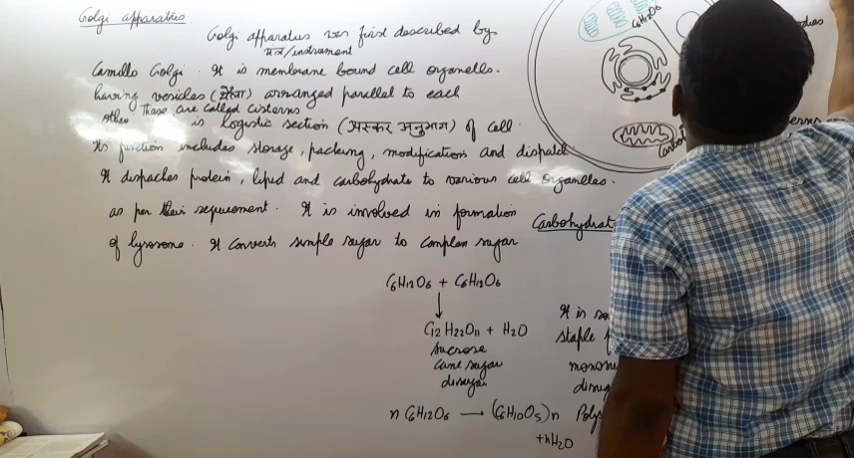 Golgi apparatus
Golgi apparatus was first described by
यंत्र/instrument
Camillo Golgi. It is membrane bound cell organelle.
having vesicles (थैला) arranged parallel to each
other These are called cisterns
is logistic section (अस्कर अनुभाग) of cell.
Its function includes storage, packing, modification and dispatch.
It dispaches protein, lipid and carbohydrate to various cell organelles.
as per their requirement. It is involved in formation
of lysosome. It converts simple sugar to complex sugar
C6H12O6 + C6H12O6
C12H22O11 + H2O
sucrose
cane sugar
disugar
n C6H12O6 → (C6H10O5)n
+nH2O
C6H12O6
Carbo
Carbohydrat
It is
staple
Poly